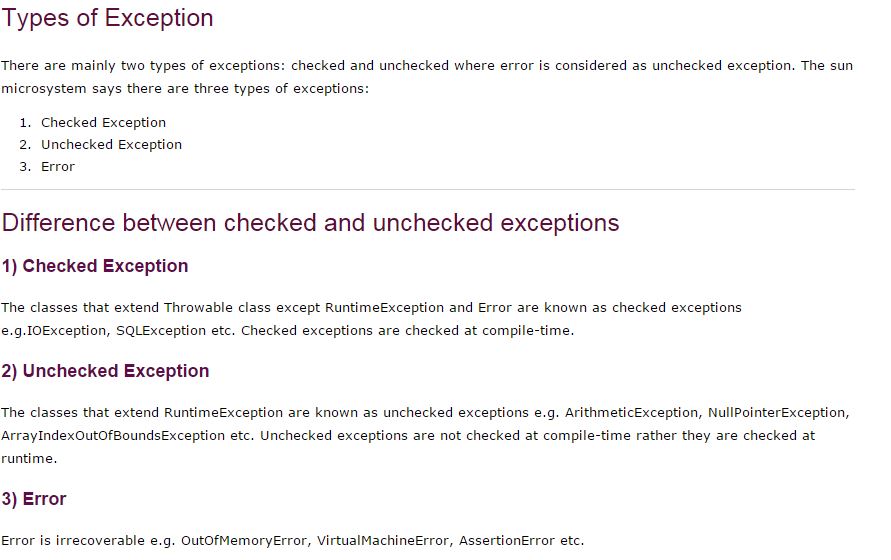 Types of Exception
There are mainly two types of exceptions: checked and unchecked where error is considered as unchecked exception. The sun
microsystem says there are three types of exceptions:
1. Checked Exception
2. Unchecked Exception
3. Error
Difference between checked and unchecked exceptions
1) Checked Exception
The classes that extend Throwable class except RuntimeException and Error are known as checked exceptions
e.g.IOException, SQLException etc. Checked exceptions are checked at compile-time.
2) Unchecked Exception
The classes that extend RuntimeException are known as unchecked exceptions e.g. ArithmeticException, NullPointerException,
ArrayIndexOutOfBoundsException etc. Unchecked exceptions are not checked at compile-time rather they are checked at
runtime.
3) Error
Error is irrecoverable e.g. OutOfMemoryError, VirtualMachineError, AssertionError etc.